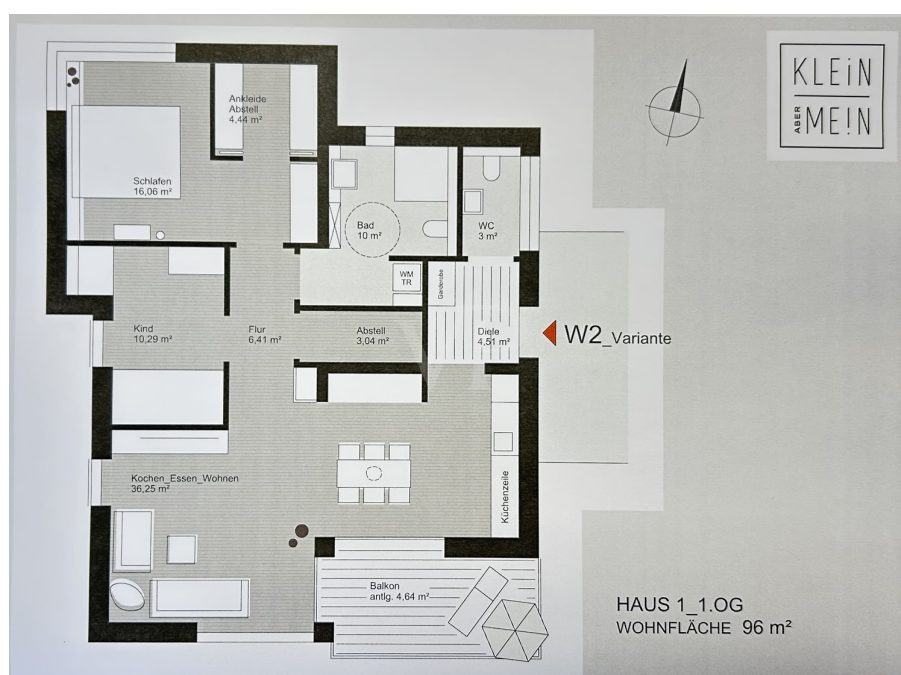 KLEiN
ABER
ME!N
Ankleide
Abstell
4,44 m²
Schlafen
16,06 m²
Bad
10 m²
WC
3 m²
WM
TR
Garderobe
Kind
10,29 m²
Flur
6,41 m²
Abstell
3,04 m²
Diele
4,51 m²
W2_Variante
Kochen_Essen_Wohnen
36,25 m²
Küchenzeile
Balkon
antlg. 4,64 m²
HAUS 1_1.OG
WOHNFLÄCHE 96 m²